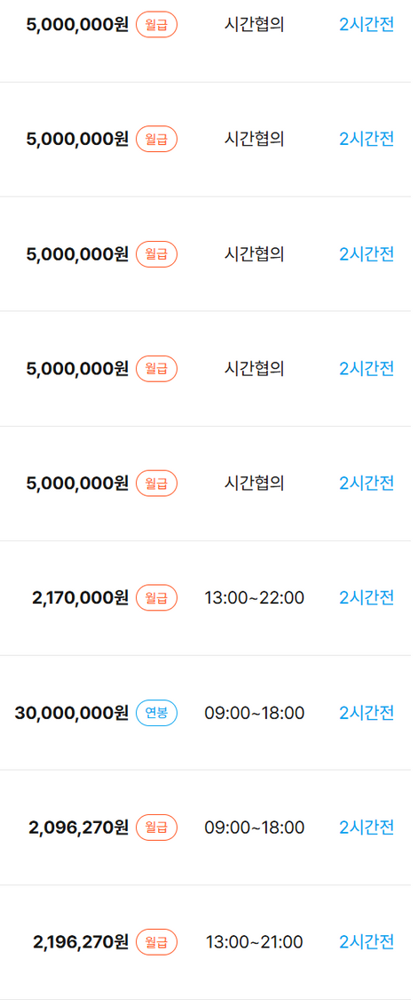 5,000,000원 월급 시간협의 2시간전
5,000,000원 월급 시간협의 2시간전
5,000,000원 월급 시간협의 2시간전
5,000,000원 월급 시간협의 2시간전
5,000,000원 월급 시간협의 2시간전
2,170,000원 월급 13:00~22:00 2시간전
30,000,000원 연봉 09:00~18:00 2시간전
2,096,270원 월급 09:00~18:00 2시간전
2,196,270원 월급 13:00~21:00 2시간전